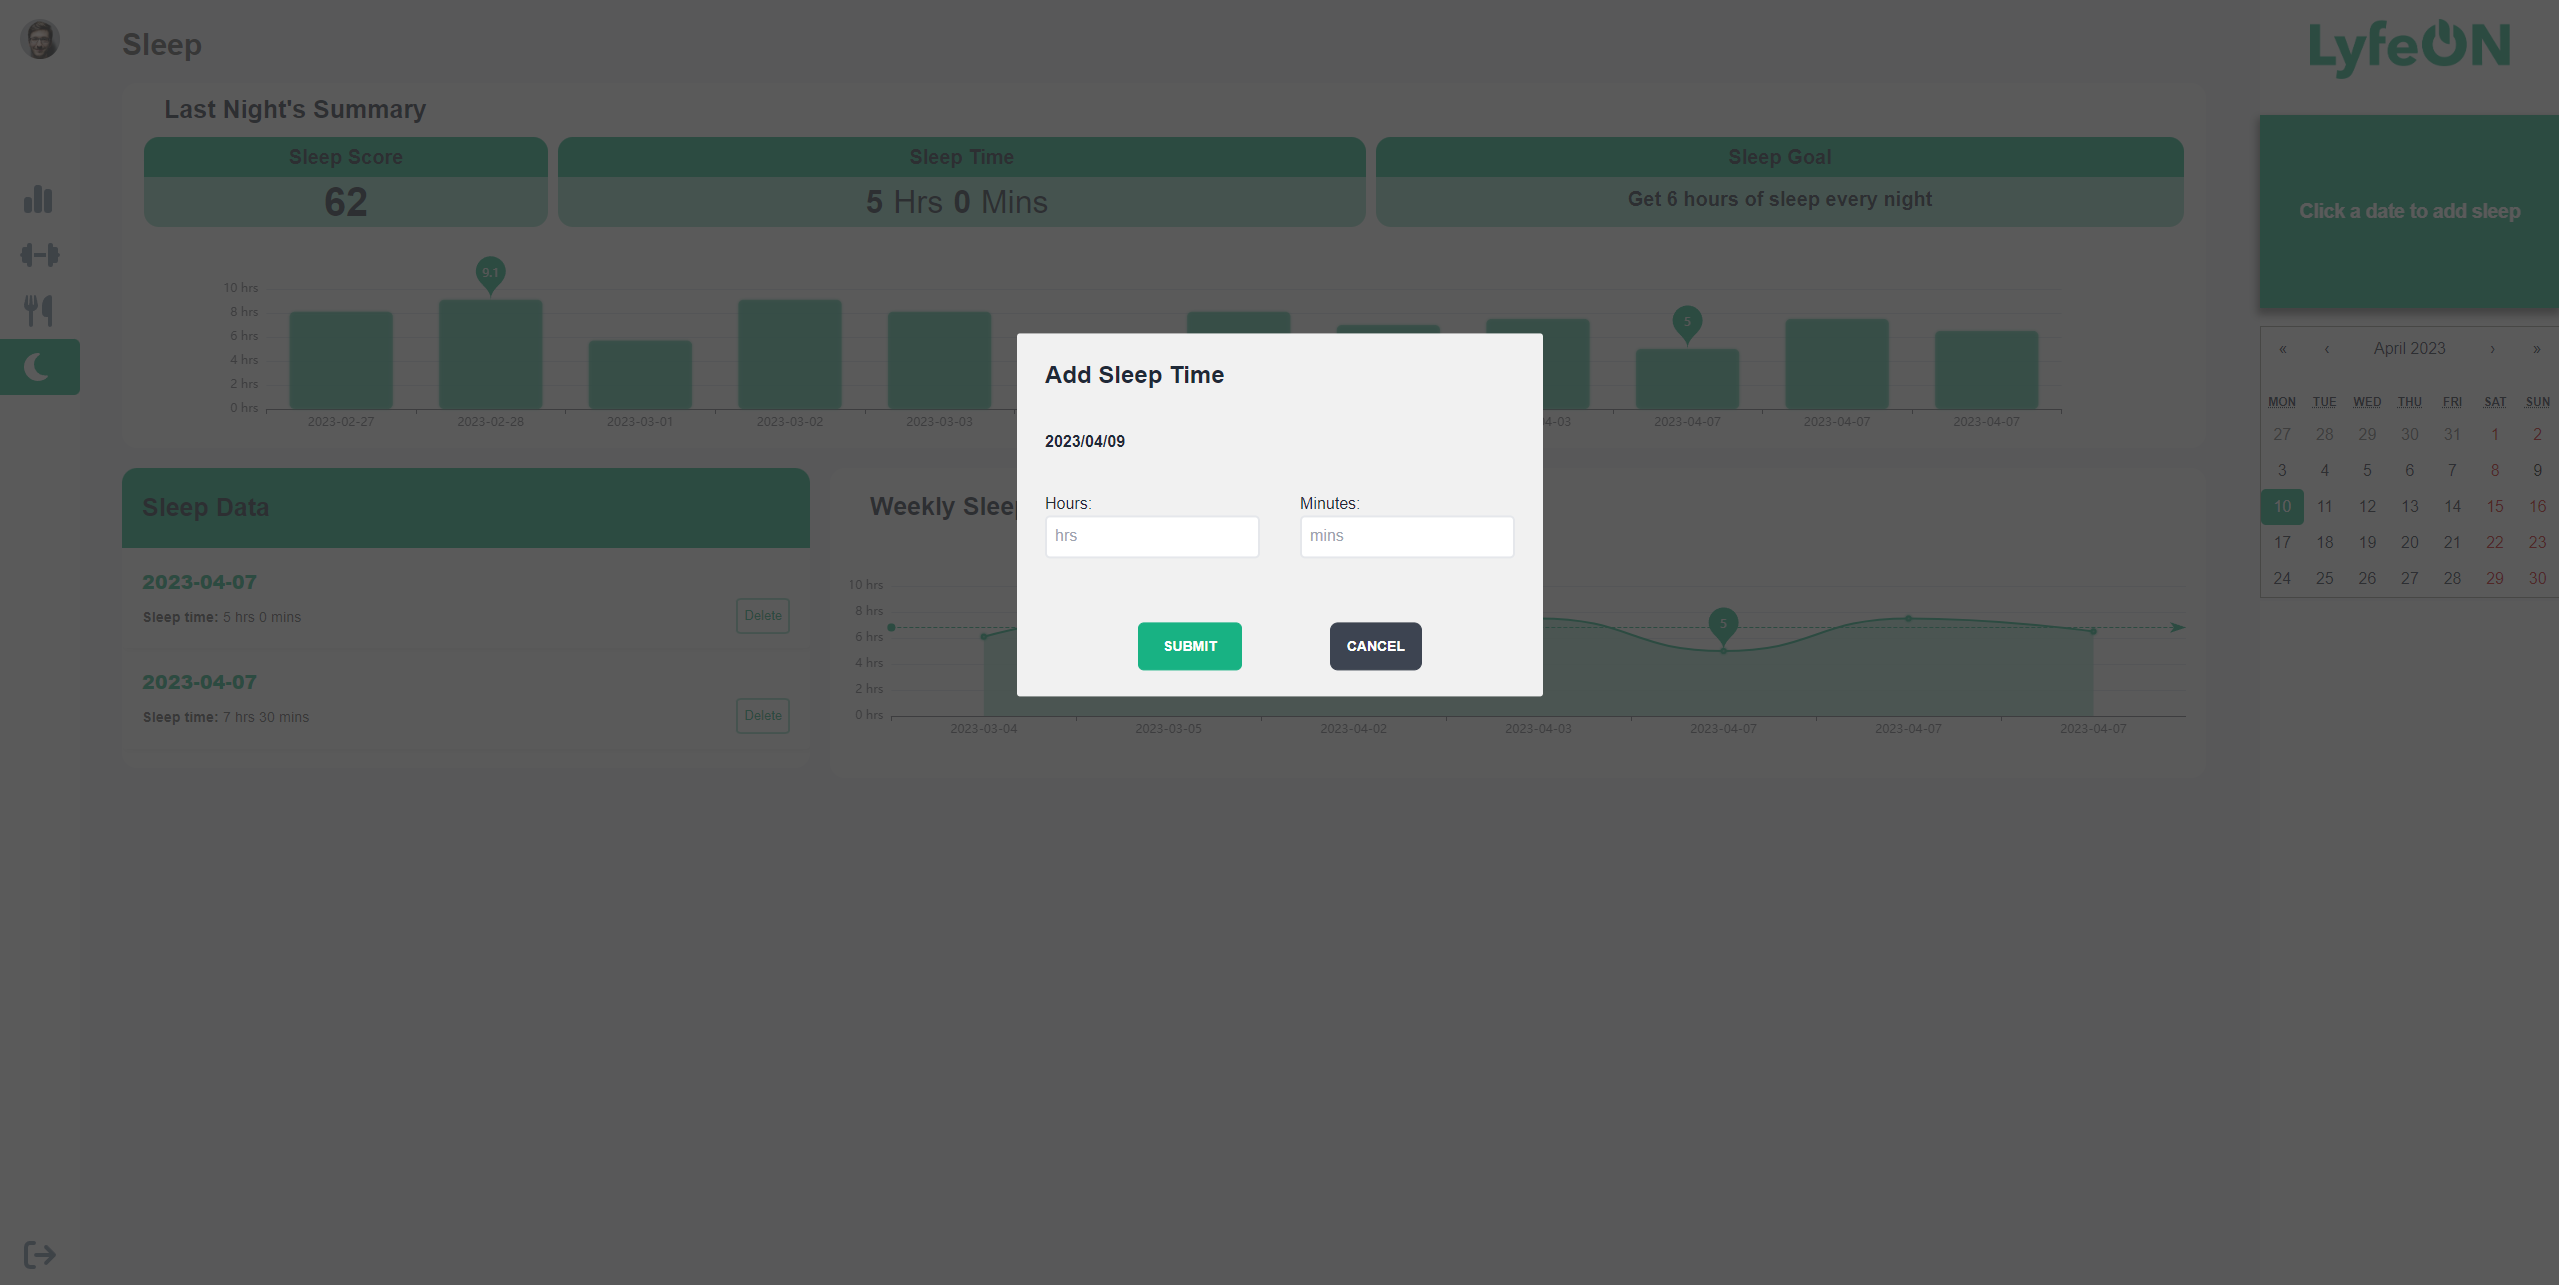 Sleep
LyfeON
Last Night's Summary
Sleep Score
62
Sleep Time
5 Hrs 0 Mins
Sleep Goal
Get 6 hours of sleep every night
Click a date to add sleep
9.1
5
10 hrs
8 hrs
6 hrs
4 hrs
2 hrs
0 hrs
2023-02-27 2023-02-28 2023-03-01 2023-03-02 2023-03-03 4-03 2023-04-07 2023-04-07 2023-04-07
Add Sleep Time
2023/04/09
Hours: Minutes:
hrs mins
SUBMIT CANCEL
Sleep Data
2023-04-07
Sleep time: 5 hrs 0 mins
Delete
2023-04-07
Sleep time: 7 hrs 30 mins
Delete
Weekly Sleep
10 hrs
8 hrs
6 hrs
4 hrs
2 hrs
0 hrs
5
2023-03-04 2023-03-05 2023-04-02 2023-04-03 2023-04-07 2023-04-07 2023-04-07
« ‹ April 2023 › »
MON TUE WED THU FRI SAT SUN
27 28 29 30 31 1 2
3 4 5 6 7 8 9
10 11 12 13 14 15 16
17 18 19 20 21 22 23
24 25 26 27 28 29 30